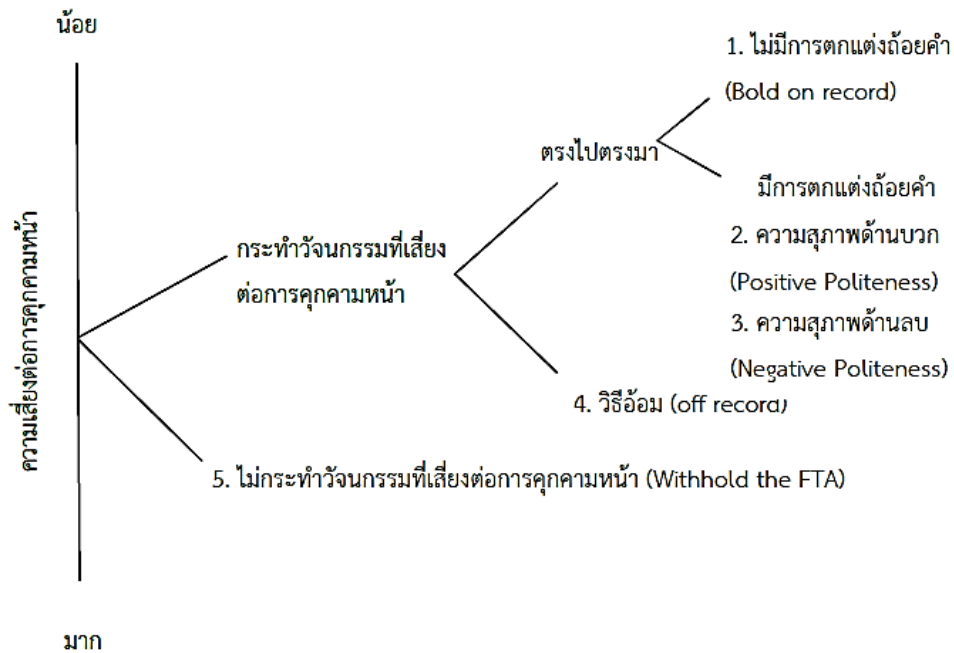 น้อย
1. ไม่มีการตกแต่งถ้อยคำ
(Bold on record)
ตรงไปตรงมา
มีการตกแต่งถ้อยคำ
2. ความสุภาพด้านบวก
(Positive Politeness)
3. ความสุภาพด้านลบ
(Negative Politeness)
กระทำวัจนกรรมที่เสี่ยง
ต่อการคุกคามหน้า
4. วิธีอ้อม (off record)
5. ไม่กระทำวัจนกรรมที่เสี่ยงต่อการคุกคามหน้า (Withhold the FTA)
ความเสี่ยงต่อการคุกคามหน้า
มาก